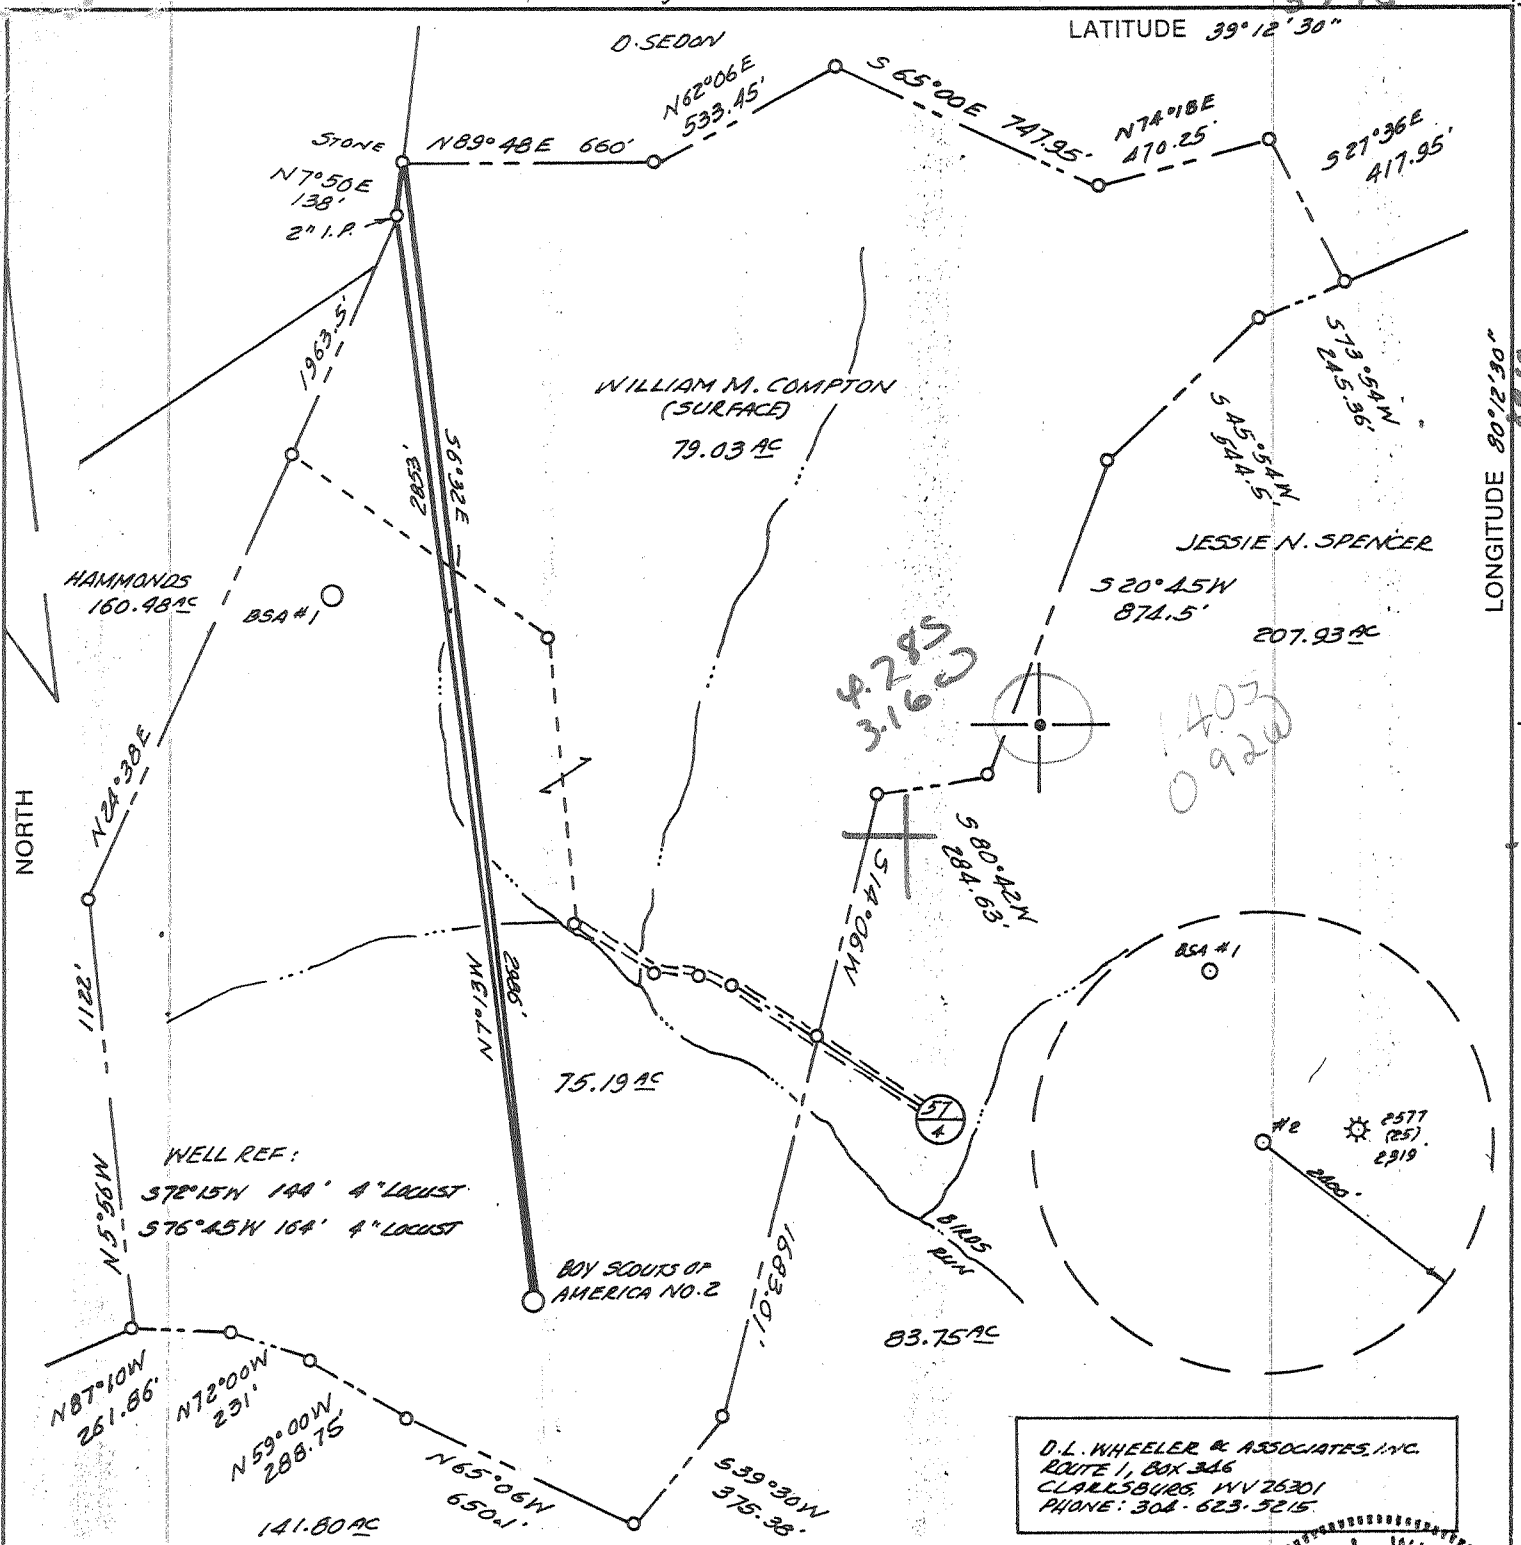 LATITUDE 39°12'30"
D. SEDON
N62°06E
533.45'
S 65°00E 747.95'
N74°18E
470.25'
S27°36E
417.95'
STONE
N89°48E 660'
N7°50E
138'
2" I.P.
1963.5'
WILLIAM M. COMPTON
(SURFACE)
79.03 AC
S73°54W
245.36'
LONGITUDE 80°12'30"
S 45°54W
544.5'
2853'
S6°32E
JESSIE N. SPENCER
HAMMONDS
160.48 AC
BSA #1
S 20°45W
874.5'
207.93 AC
4.285
3.16
1.403
0.92
N24°38E
NORTH
S 80°42W
284.63'
S14°06W
BSA #1
1122'
2986'
N7°13W
75.19 AC
57
4
#2
2577
(25)
2319
2400'
WELL REF:
S72°15W 144' 4" LOCUST
S76°45W 164' 4" LOCUST
N5°56W
BIRDS
RUN
1683.01'
BOY SCOUTS OF
AMERICA NO. 2
83.75 AC
N87°10W
261.86'
N72°00W
231'
N59°00W
288.75'
N65°06W
650.1'
S39°30W
375.38'
141.80 AC
D.L. WHEELER & ASSOCIATES, INC.
ROUTE 1, BOX 346
CLARKSBURG, WV 26301
PHONE: 304-623-5215